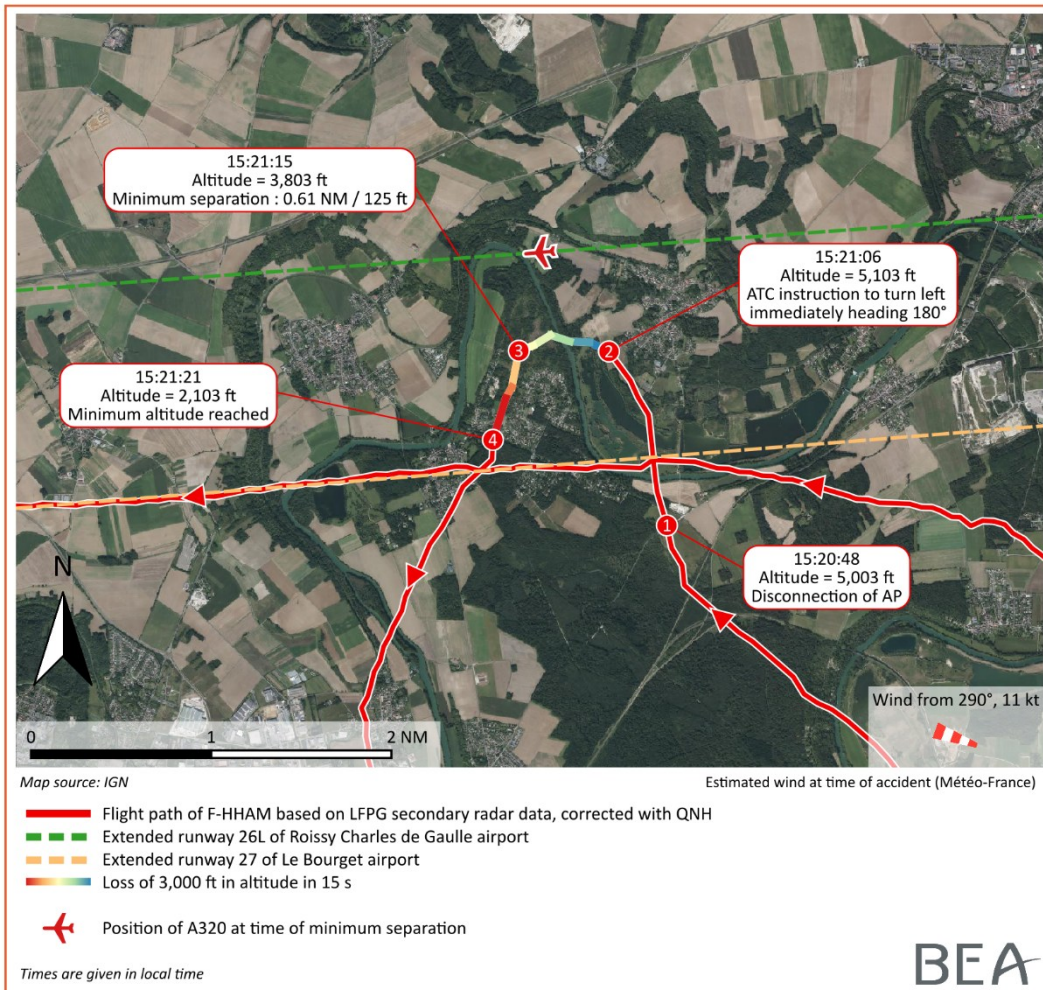 15:21:15
Altitude = 3,803 ft
Minimum separation : 0.61 NM / 125 ft
15:21:06
Altitude = 5,103 ft
ATC instruction to turn left
immediately heading 180°
3
2
15:21:21
Altitude = 2,103 ft
Minimum altitude reached
4
1
15:20:48
Altitude = 5,003 ft
Disconnection of AP
N
Wind from 290°, 11 kt
0 1 2 NM
Map source: IGN
Estimated wind at time of accident (Météo-France)
Flight path of F-HHAM based on LFPG secondary radar data, corrected with QNH
Extended runway 26L of Roissy Charles de Gaulle airport
Extended runway 27 of Le Bourget airport
Loss of 3,000 ft in altitude in 15 s
Position of A320 at time of minimum separation
Times are given in local time
BEA